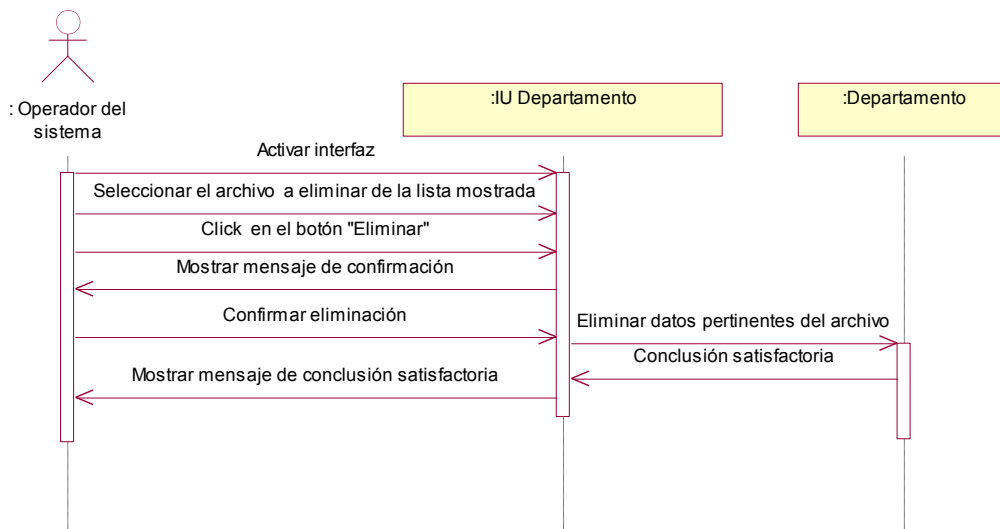 : Operador del
sistema
:IU Departamento
:Departamento
Activar interfaz
Seleccionar el archivo a eliminar de la lista mostrada
Click en el botón "Eliminar"
Mostrar mensaje de confirmación
Confirmar eliminación
Eliminar datos pertinentes del archivo
Conclusión satisfactoria
Mostrar mensaje de conclusión satisfactoria